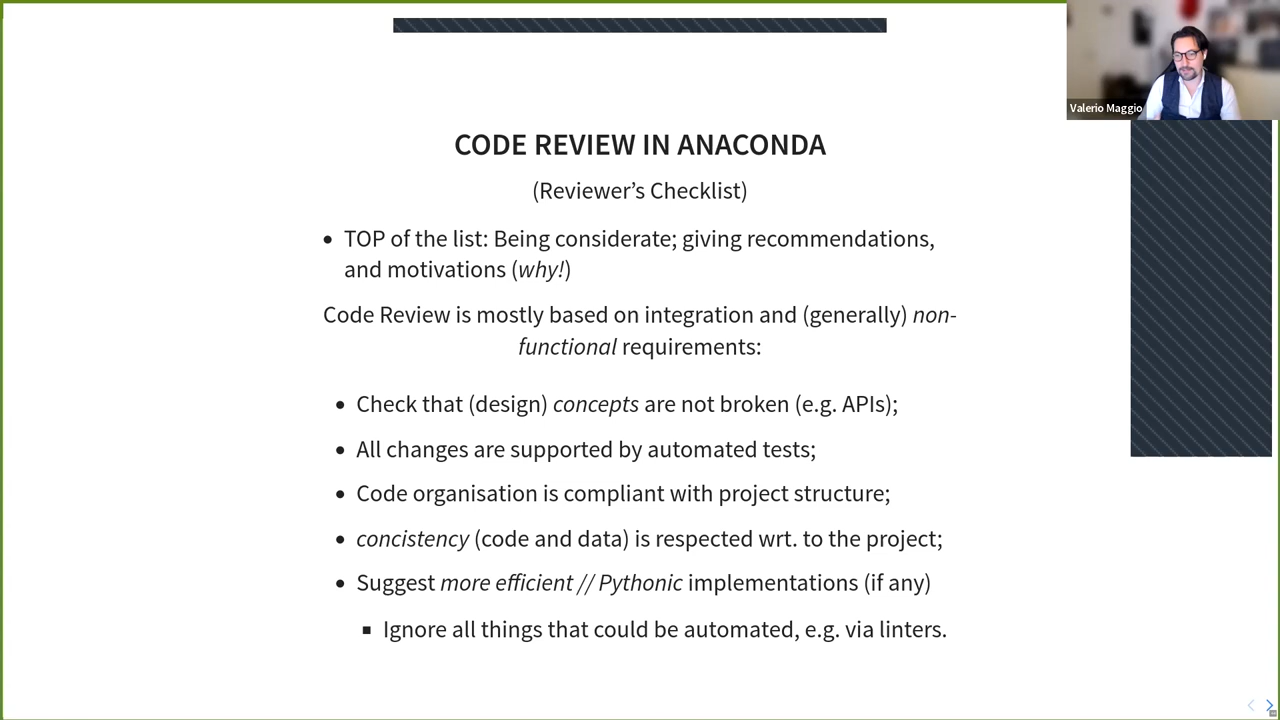 Valerio Maggio
CODE REVIEW IN ANACONDA
(Reviewer’s Checklist)
• TOP of the list: Being considerate; giving recommendations,
and motivations (why!)
Code Review is mostly based on integration and (generally) non-
functional requirements:
• Check that (design) concepts are not broken (e.g. APIs);
• All changes are supported by automated tests;
• Code organisation is compliant with project structure;
• concistency (code and data) is respected wrt. to the project;
• Suggest more efficient // Pythonic implementations (if any)
▪ Ignore all things that could be automated, e.g. via linters.